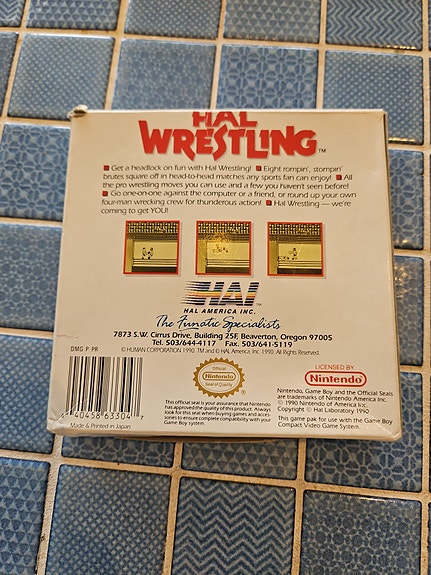 HAL
WRESTLING™
■ Get a headlock on fun with Hal Wrestling! ■ Eight rompin', stompin'
brutes square off in head-to-head matches any sports fan can enjoy! ■ All
the pro wrestling moves you can use and a few you haven't seen before!
■ Go one-on-one against the computer or a friend, or round up your own
four-man wrecking crew for thunderous action! ■ Hal Wrestling — we're
coming to get YOU!
HAL™
HAL AMERICA INC.
The Funatic Specialists
7873 S.W. Cirrus Drive, Building 25F, Beaverton, Oregon 97005
Tel. 503/644-4117 Fax. 503/641-5119
© HUMAN CORPORATION 1990. TM and © HAL America, Inc. 1990. All Rights Reserved.
DMG P PR
6 40458 63304 7
Made & Printed in Japan
Official
Nintendo
Seal of Quality
®
This official seal is your assurance that Nintendo
has approved the quality of this product. Always
look for this seal when buying games and acces-
sories to ensure complete compatibility with your
Game Boy system.
LICENSED BY
Nintendo®
Nintendo, Game Boy and the Official Seals
are trademarks of Nintendo of America Inc.
© 1990 Nintendo of America Inc.
Copyright © Hal Laboratory 1990
This game pak for use with the Game Boy
Compact Video Game System.